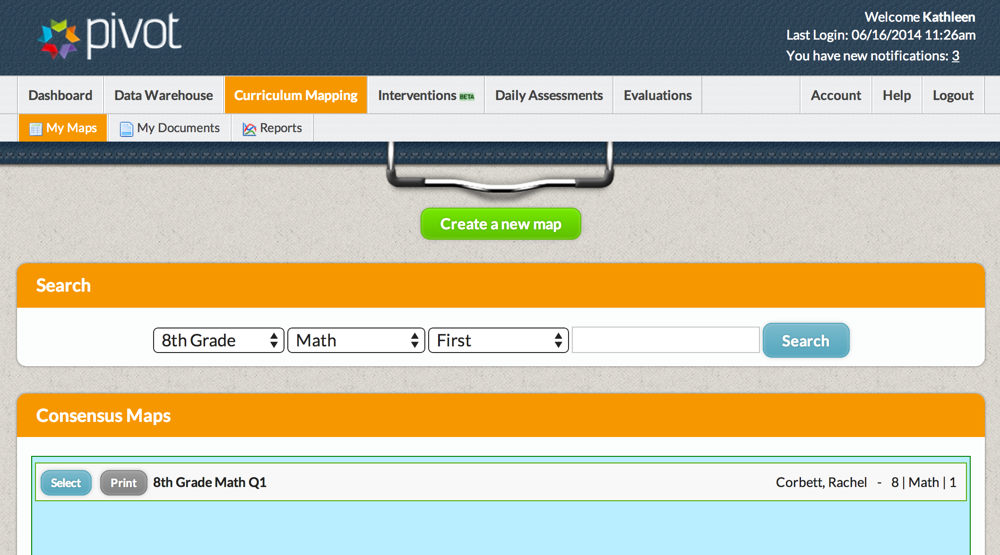 pivot
Welcome Kathleen
Last Login: 06/16/2014 11:26am
You have new notifications: 3
Dashboard Data Warehouse Curriculum Mapping Interventions BETA Daily Assessments Evaluations Account Help Logout
My Maps My Documents Reports
Create a new map
Search
8th Grade Math First Search
Consensus Maps
Select Print 8th Grade Math Q1 Corbett, Rachel - 8 | Math | 1